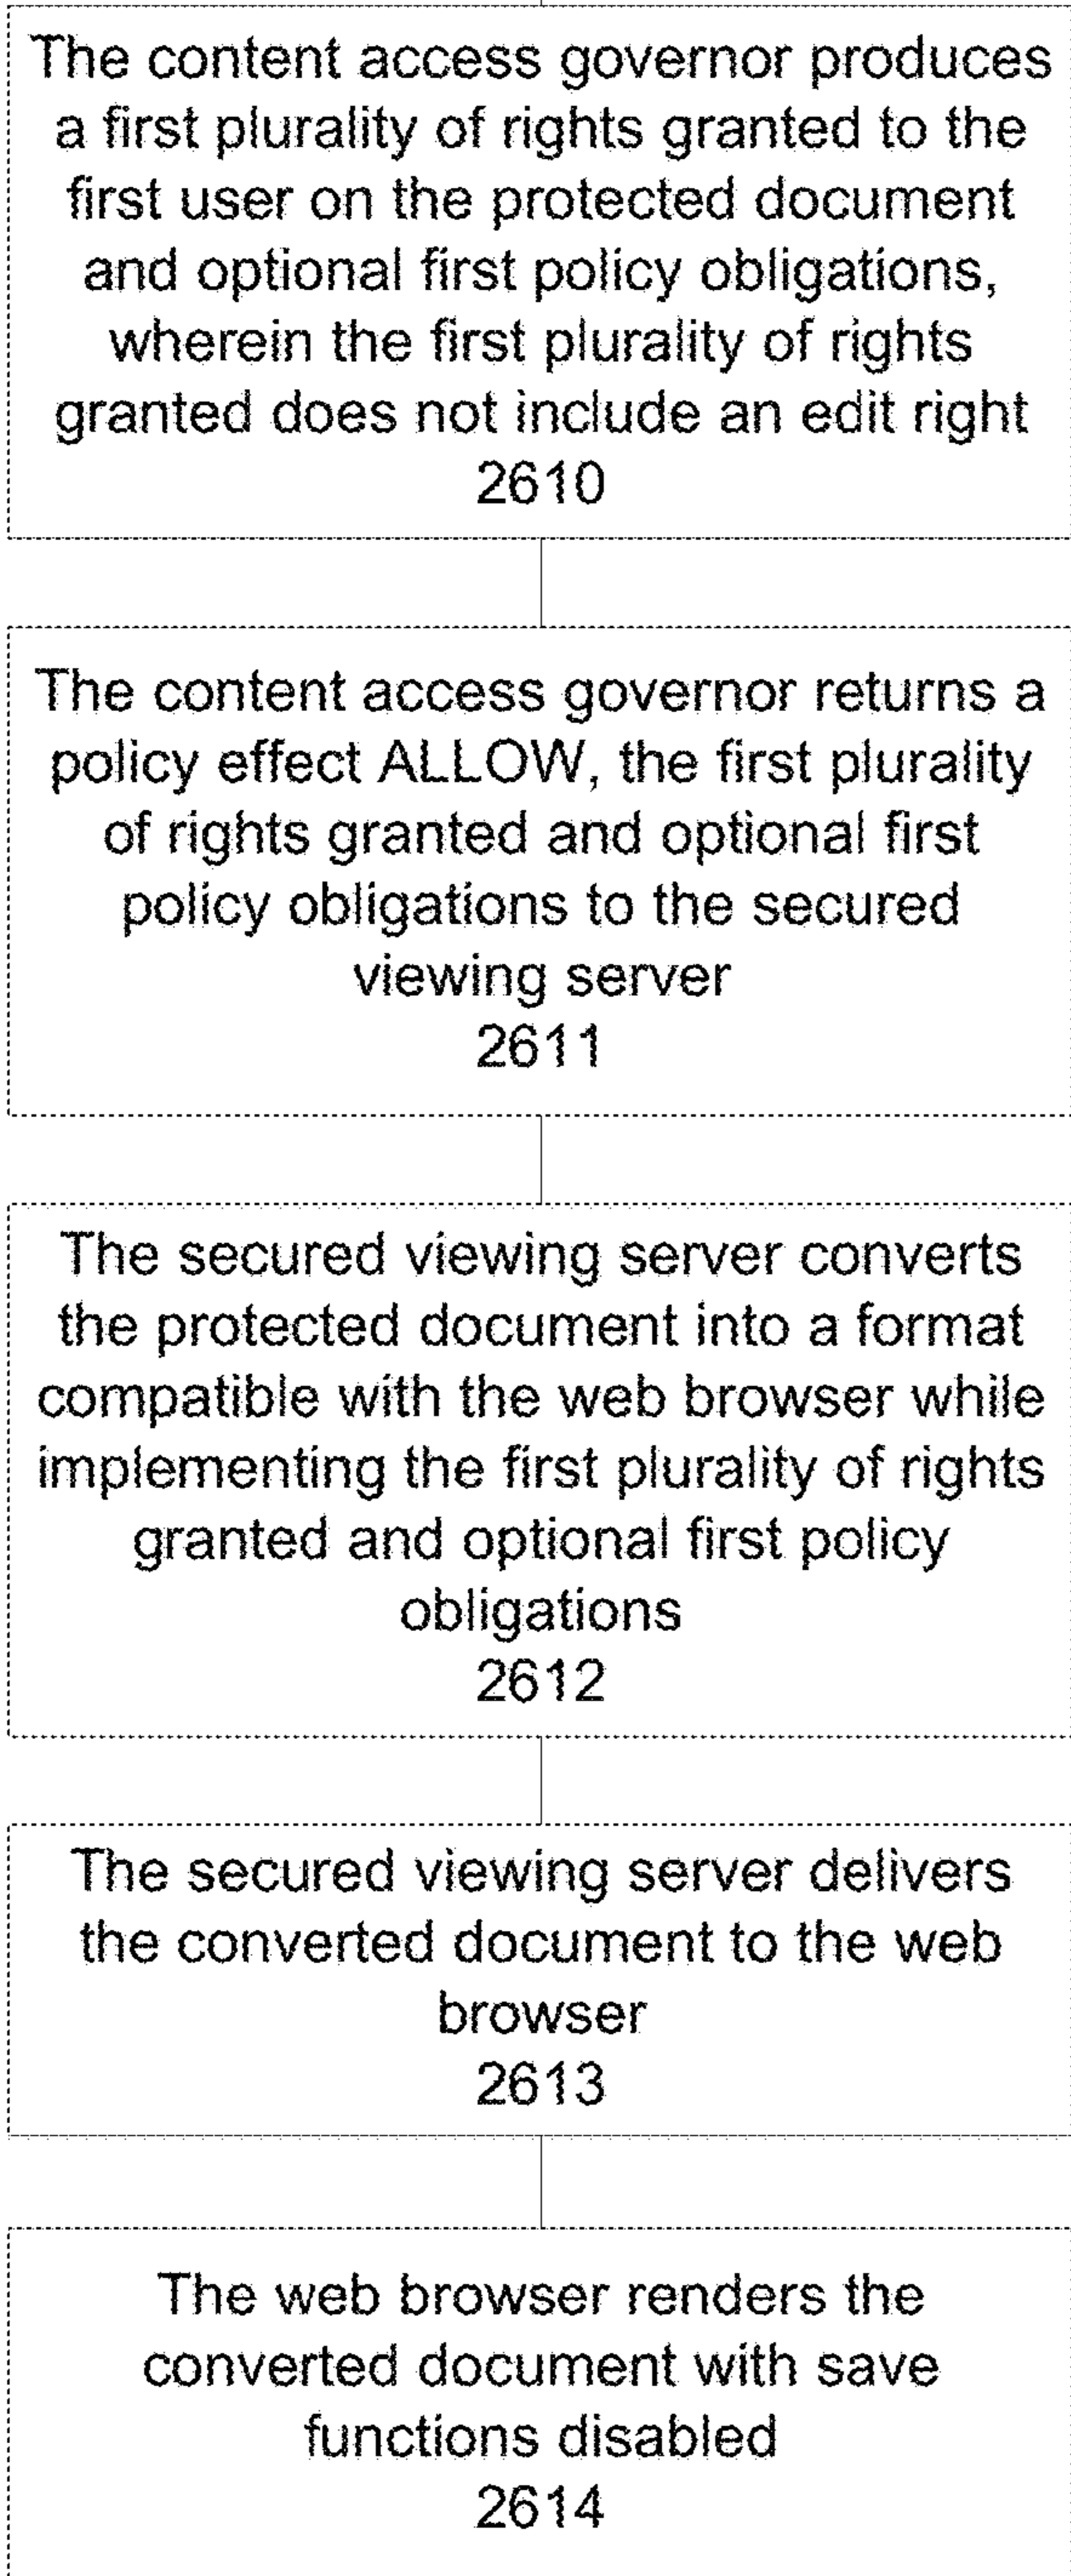 The content access governor produces
a first plurality of rights granted to the
first user on the protected document
and optional first policy obligations,
wherein the first plurality of rights
granted does not include an edit right
2610
The content access governor returns a
policy effect ALLOW, the first plurality
of rights granted and optional first
policy obligations to the secured
viewing server
2611
The secured viewing server converts
the protected document into a format
compatible with the web browser while
implementing the first plurality of rights
granted and optional first policy
obligations
2612
The secured viewing server delivers
the converted document to the web
browser
2613
The web browser renders the
converted document with save
functions disabled
2614